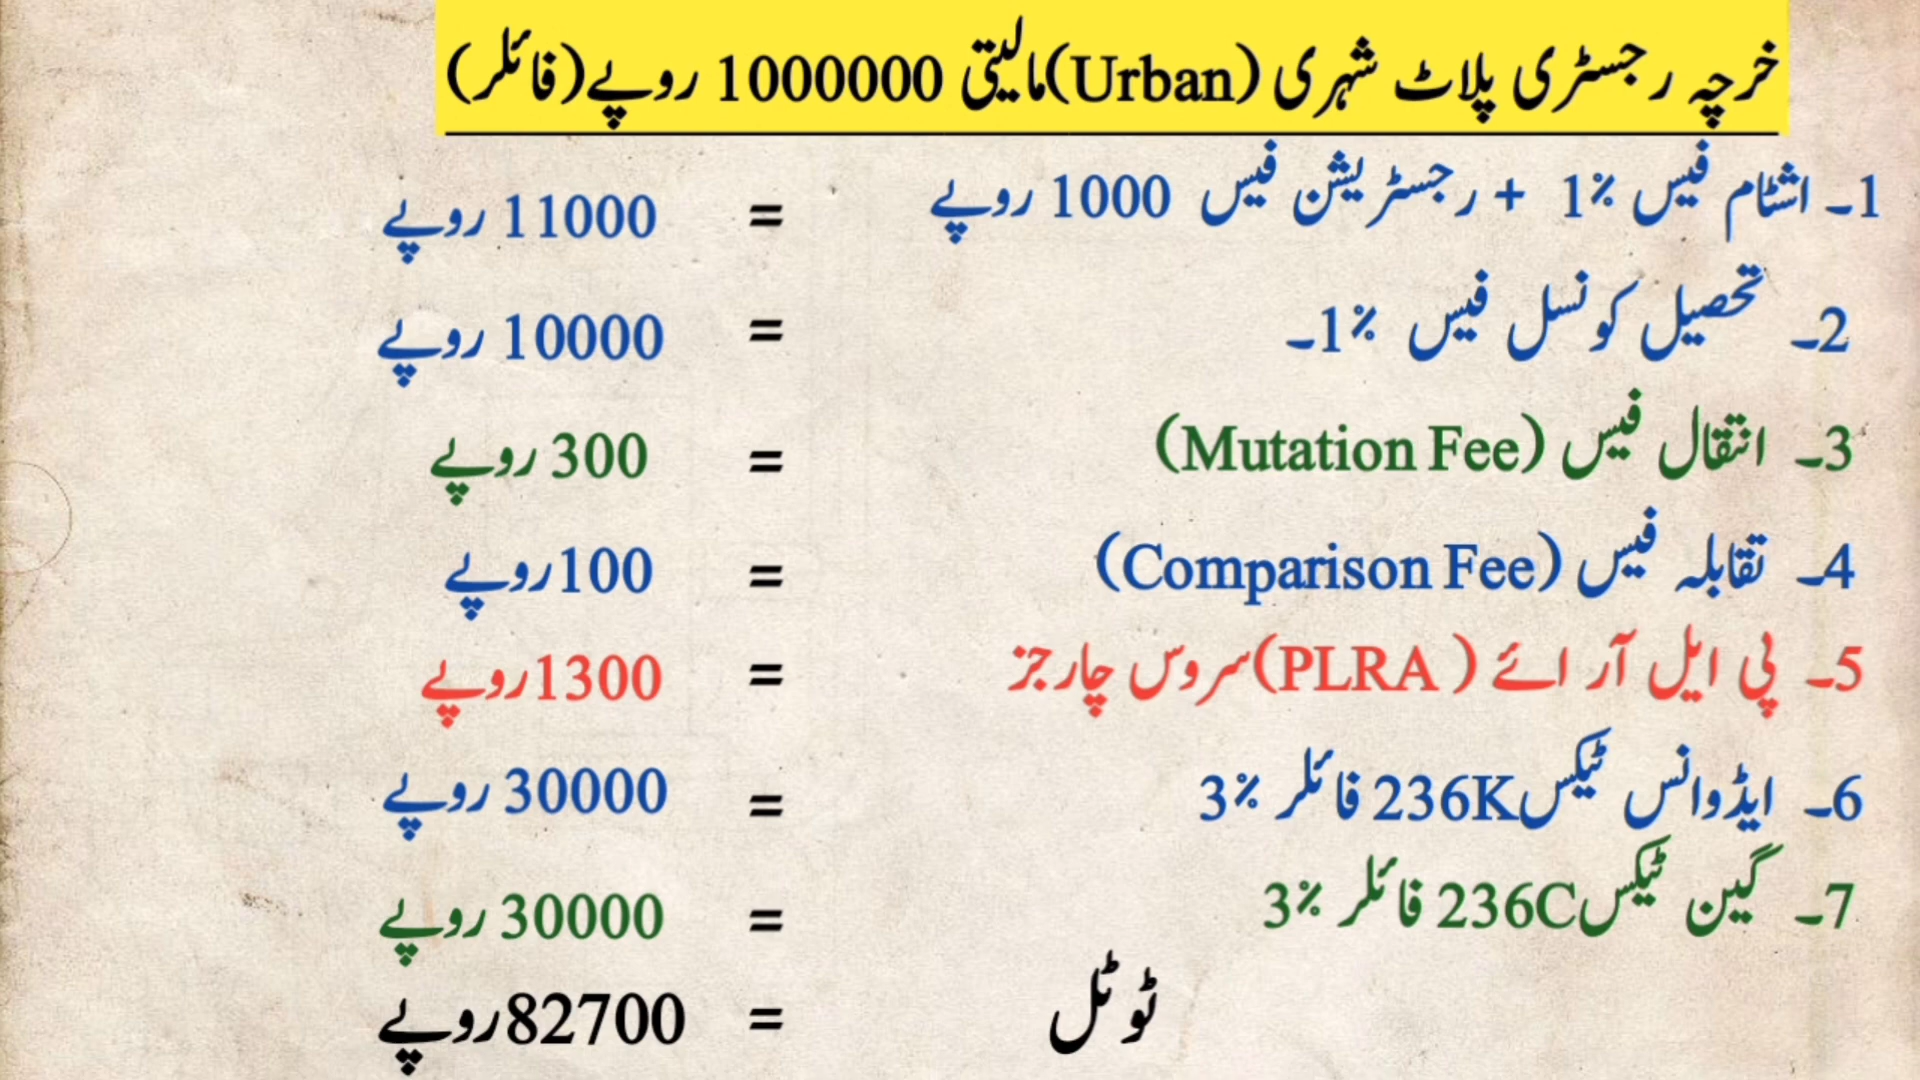 خرچہ رجسٹری پلاٹ شہری (Urban)مالیتی 1000000 روپے(فائلر)
1۔ اشٹام فیس %1 + رجسٹریشن فیس 1000 روپے = 11000 روپے
2۔ تحصیل کونسل فیس %1۔ = 10000 روپے
3۔ انتقال فیس (Mutation Fee) = 300 روپے
4۔ تقابلہ فیس (Comparison Fee) = 100روپے
5۔ پی ایل آر ائے ( PLRA)سروس چارجز = 1300روپے
6۔ ایڈوانس ٹیکس236K فائلر %3 = 30000 روپے
7۔ گین ٹیکس236C فائلر %3 = 30000 روپے
ٹوٹل = 82700روپے